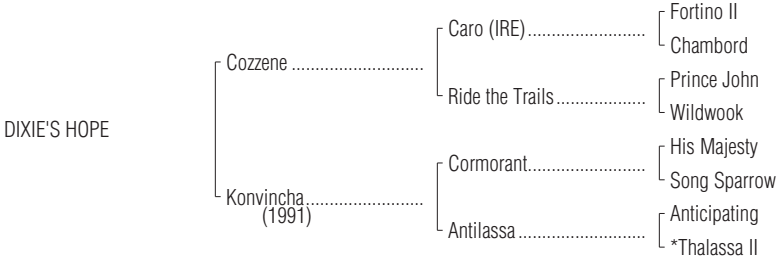 Fortino II
Caro (IRE)..........................
Chambord
Cozzene .............................
Prince John
Ride the Trails....................
Wildwook
DIXIE'S HOPE
His Majesty
Cormorant..........................
Song Sparrow
Konvincha..........................
(1991)
Anticipating
Antilassa ............................
*Thalassa II